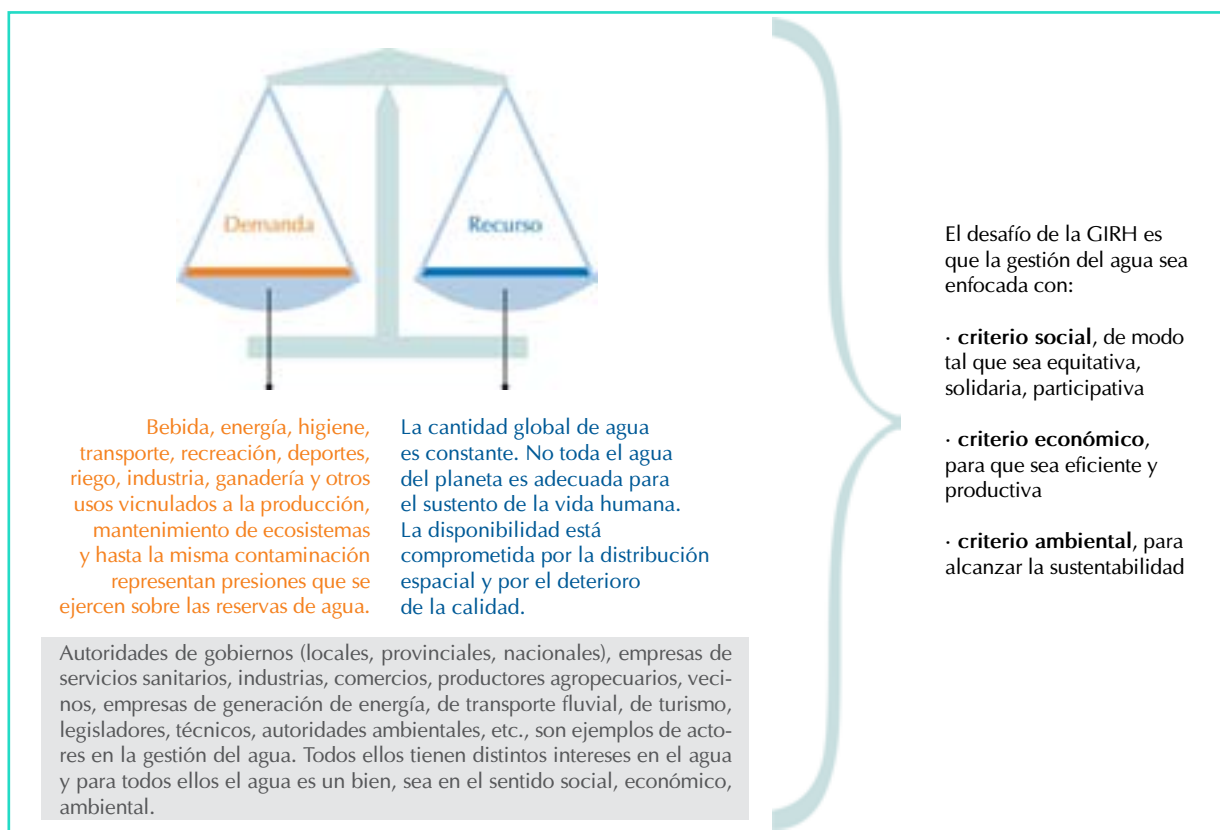 Demanda
Recurso
Bebida, energía, higiene,
transporte, recreación, deportes,
riego, industria, ganadería y otros
usos vicnulados a la producción,
mantenimiento de ecosistemas
y hasta la misma contaminación
representan presiones que se
ejercen sobre las reservas de agua.
La cantidad global de agua
es constante. No toda el agua
del planeta es adecuada para
el sustento de la vida humana.
La disponibilidad está
comprometida por la distribución
espacial y por el deterioro
de la calidad.
Autoridades de gobiernos (locales, provinciales, nacionales), empresas de
servicios sanitarios, industrias, comercios, productores agropecuarios, veci-
nos, empresas de generación de energía, de transporte fluvial, de turismo,
legisladores, técnicos, autoridades ambientales, etc., son ejemplos de acto-
res en la gestión del agua. Todos ellos tienen distintos intereses en el agua
y para todos ellos el agua es un bien, sea en el sentido social, económico,
ambiental.
El desafío de la GIRH es
que la gestión del agua sea
enfocada con:
· criterio social, de modo
tal que sea equitativa,
solidaria, participativa
· criterio económico,
para que sea eficiente y
productiva
· criterio ambiental, para
alcanzar la sustentabilidad